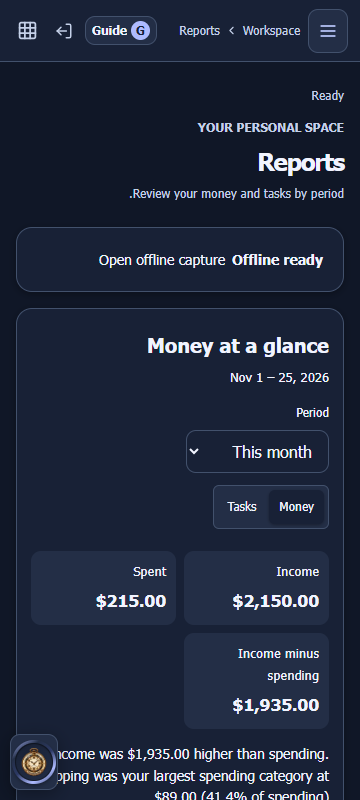 Guide G
Reports < Workspace
Ready
YOUR PERSONAL SPACE
Reports
.Review your money and tasks by period
Open offline capture Offline ready
Money at a glance
Nov 1 – 25, 2026
Period
This month
Tasks Money
Spent
$215.00
Income
$2,150.00
Income minus
spending
$1,935.00
was $1,935.00 higher than spending.
was your largest spending category at
$89.00 (41.4% of spending)